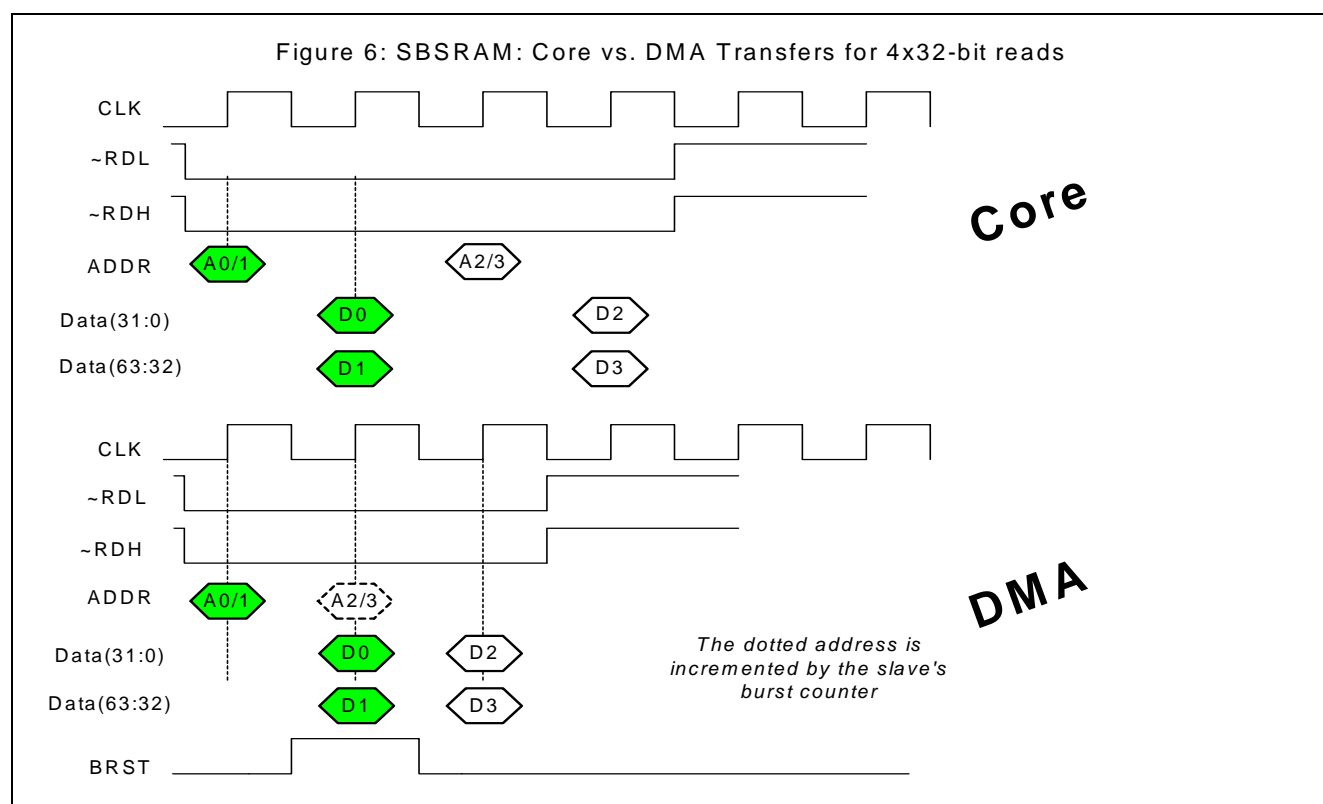 Figure 6: SBSRAM: Core vs. DMA Transfers for 4x32-bit reads
CLK
~RDL
~RDH
Core
ADDR A0/1 A2/3
Data(31:0) D0 D2
Data(63:32) D1 D3
CLK
~RDL
~RDH
DMA
ADDR A0/1 A2/3
Data(31:0) D0 D2
Data(63:32) D1 D3
The dotted address is
incremented by the slave's
burst counter
BRST